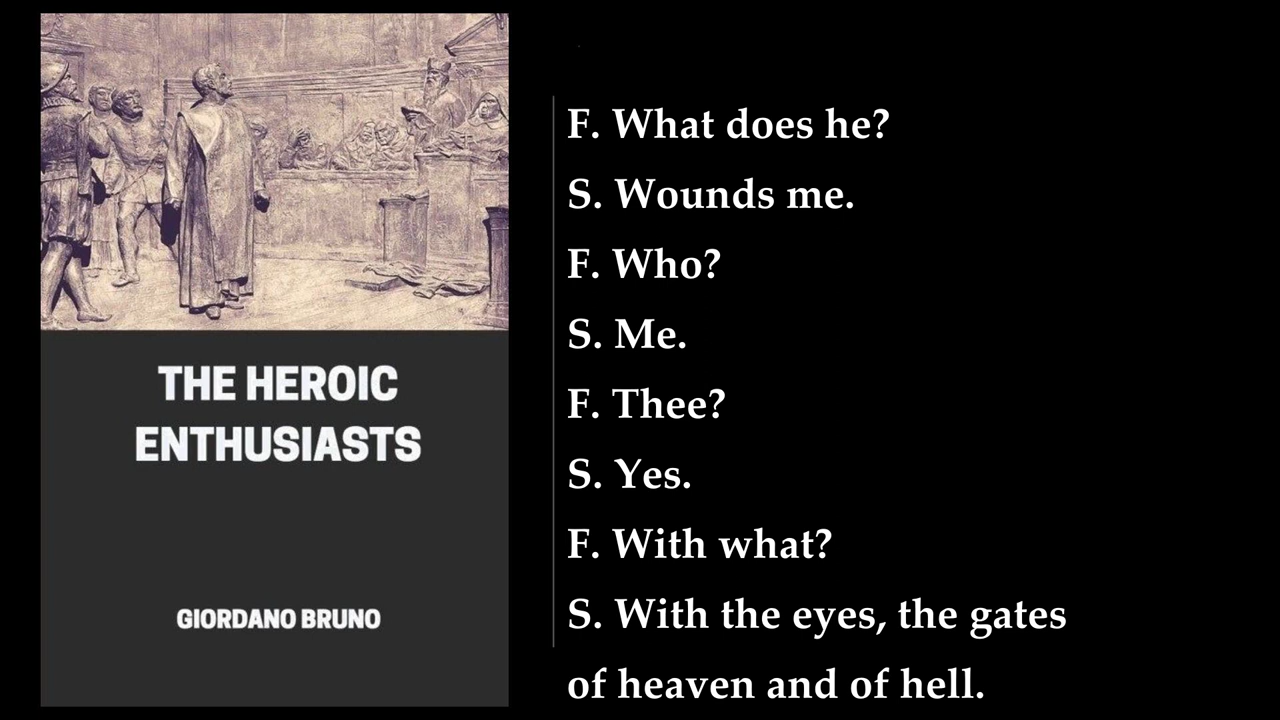 THE HEROIC
ENTHUSIASTS
GIORDANO BRUNO
F. What does he?
S. Wounds me.
F. Who?
S. Me.
F. Thee?
S. Yes.
F. With what?
S. With the eyes, the gates
of heaven and of hell.